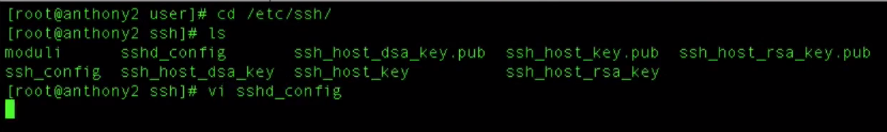 [root@anthony2 user]# cd /etc/ssh/
[root@anthony2 ssh]# ls
moduli      sshd_config       ssh_host_dsa_key.pub  ssh_host_key.pub  ssh_host_rsa_key.pub
ssh_config  ssh_host_dsa_key  ssh_host_key          ssh_host_rsa_key
[root@anthony2 ssh]# vi sshd_config